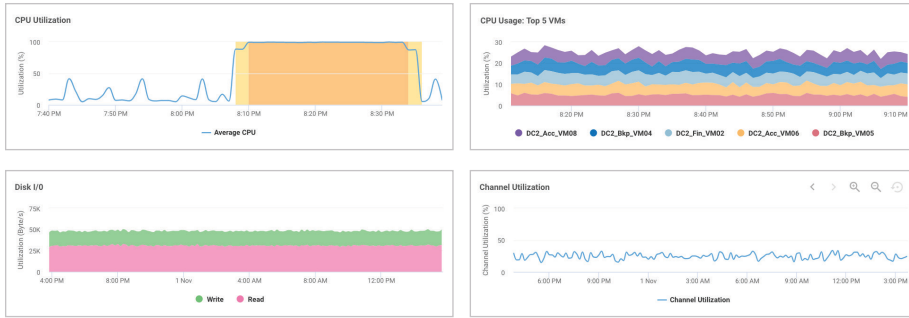 CPU Utilization
Utilization (%)
100
50
0
7:40 PM 7:50 PM 8:00 PM 8:10 PM 8:20 PM 8:30 PM
Average CPU
CPU Usage: Top 5 VMs
Utilization (%)
30
20
10
0
8:20 PM 8:30 PM 8:40 PM 8:50 PM 9:00 PM 9:10 PM
DC2_Acc_VM08 DC2_Bkp_VM04 DC2_Fin_VM02 DC2_Acc_VM06 DC2_Bkp_VM05
Disk I/0
Utilization (Byte/s)
75K
50K
25K
0
4:00 PM 8:00 PM 1 Nov 4:00 AM 8:00 AM 12:00 PM
Write Read
Channel Utilization
Channel Utilization (%)
100
50
0
6:00 PM 9:00 PM 1 Nov 3:00 AM 6:00 AM 9:00 AM 12:00 PM 3:00 PM
Channel Utilization